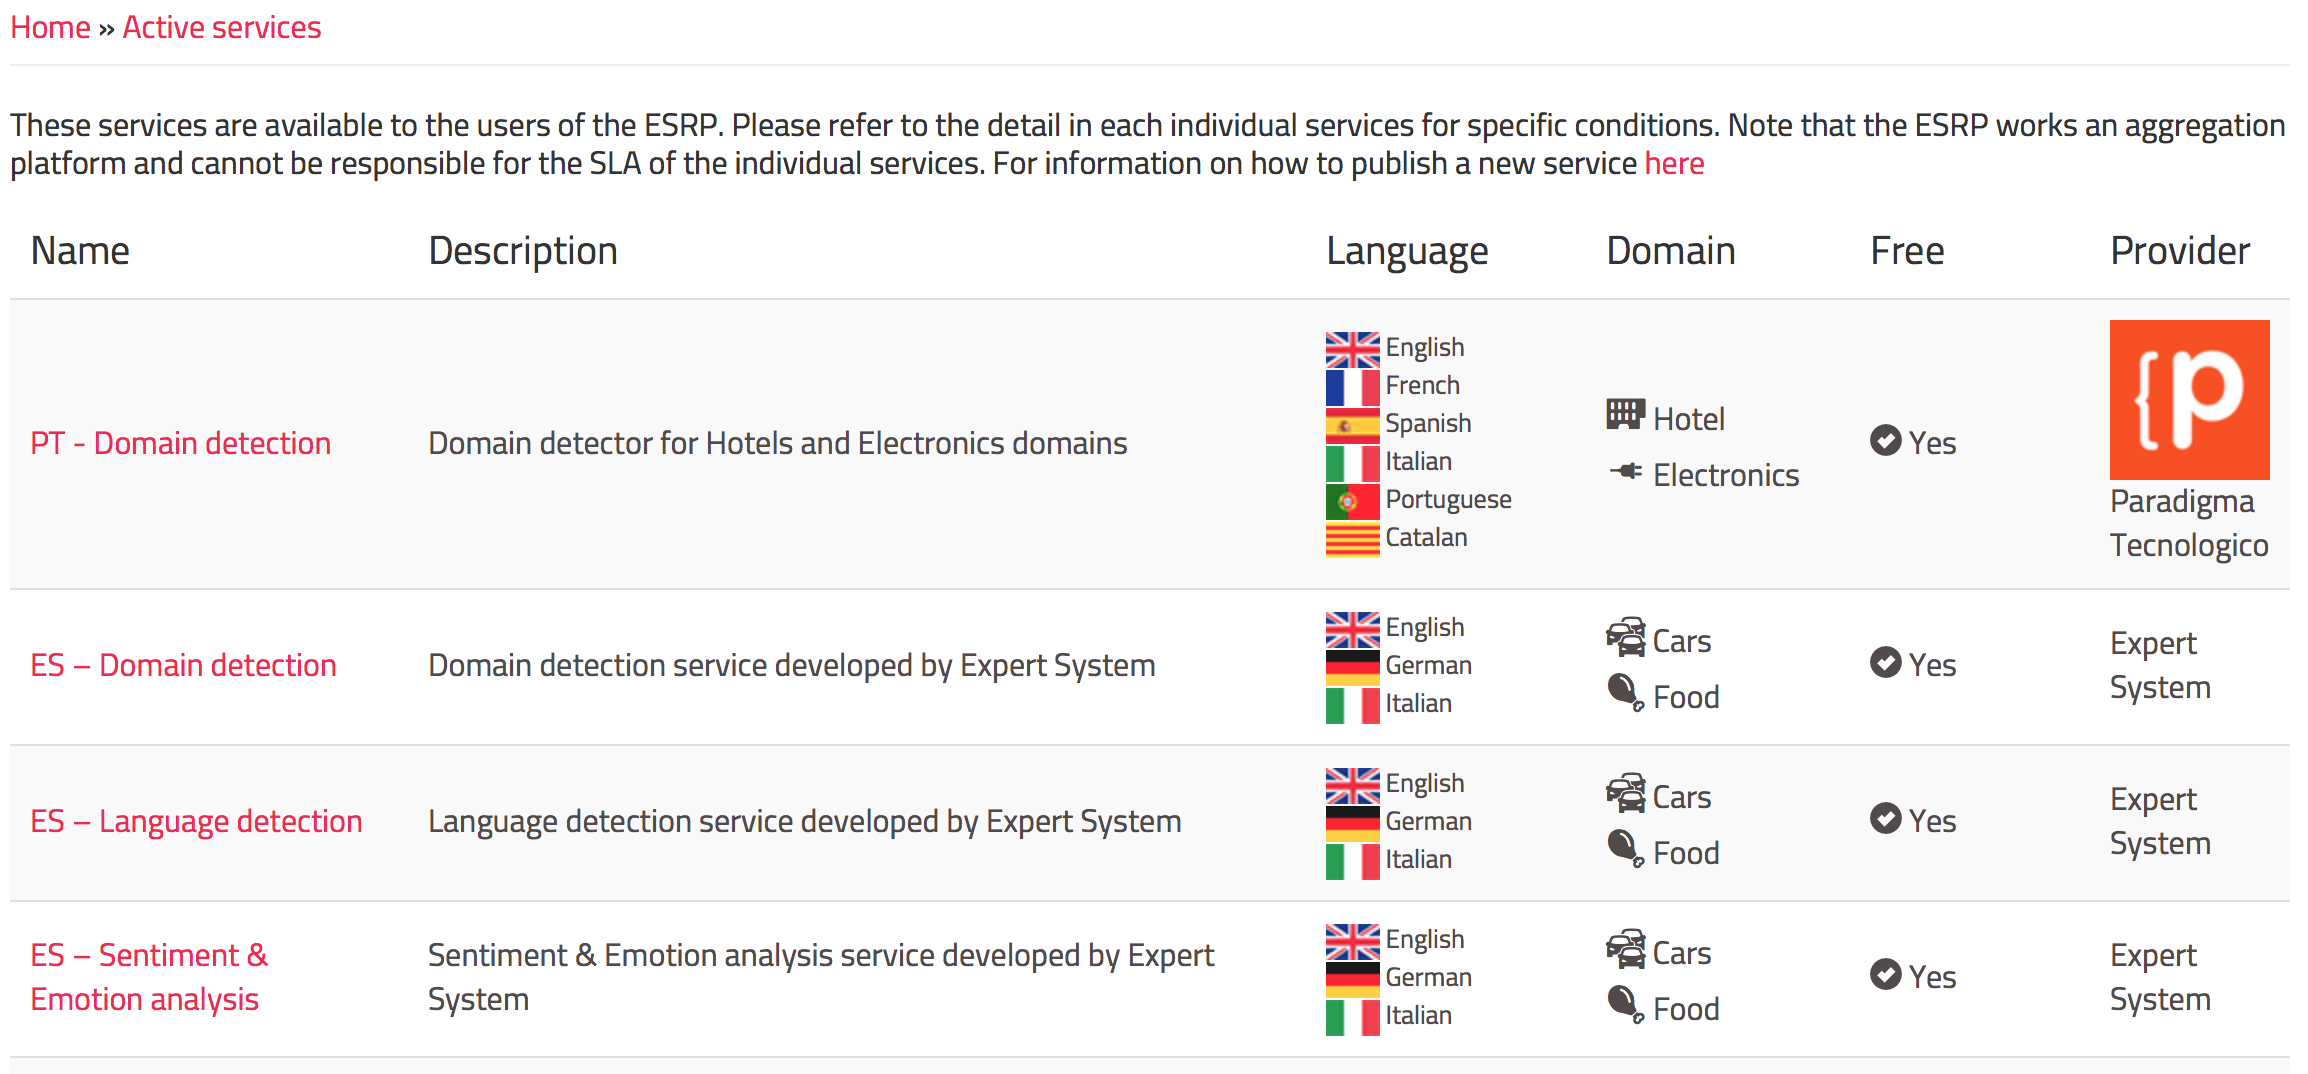 Home » Active services
These services are available to the users of the ESRP. Please refer to the detail in each individual services for specific conditions. Note that the ESRP works an aggregation
platform and cannot be responsible for the SLA of the individual services. For information on how to publish a new service here
Name Description Language Domain Free Provider
PT - Domain detection
Domain detector for Hotels and Electronics domains
English
French
Spanish
Italian
Portuguese
Catalan
Hotel
Electronics
Yes
{p
Paradigma
Tecnologico
ES – Domain detection
Domain detection service developed by Expert System
English
German
Italian
Cars
Food
Yes
Expert
System
ES – Language detection
Language detection service developed by Expert System
English
German
Italian
Cars
Food
Yes
Expert
System
ES – Sentiment &
Emotion analysis
Sentiment & Emotion analysis service developed by Expert
System
English
German
Italian
Cars
Food
Yes
Expert
System